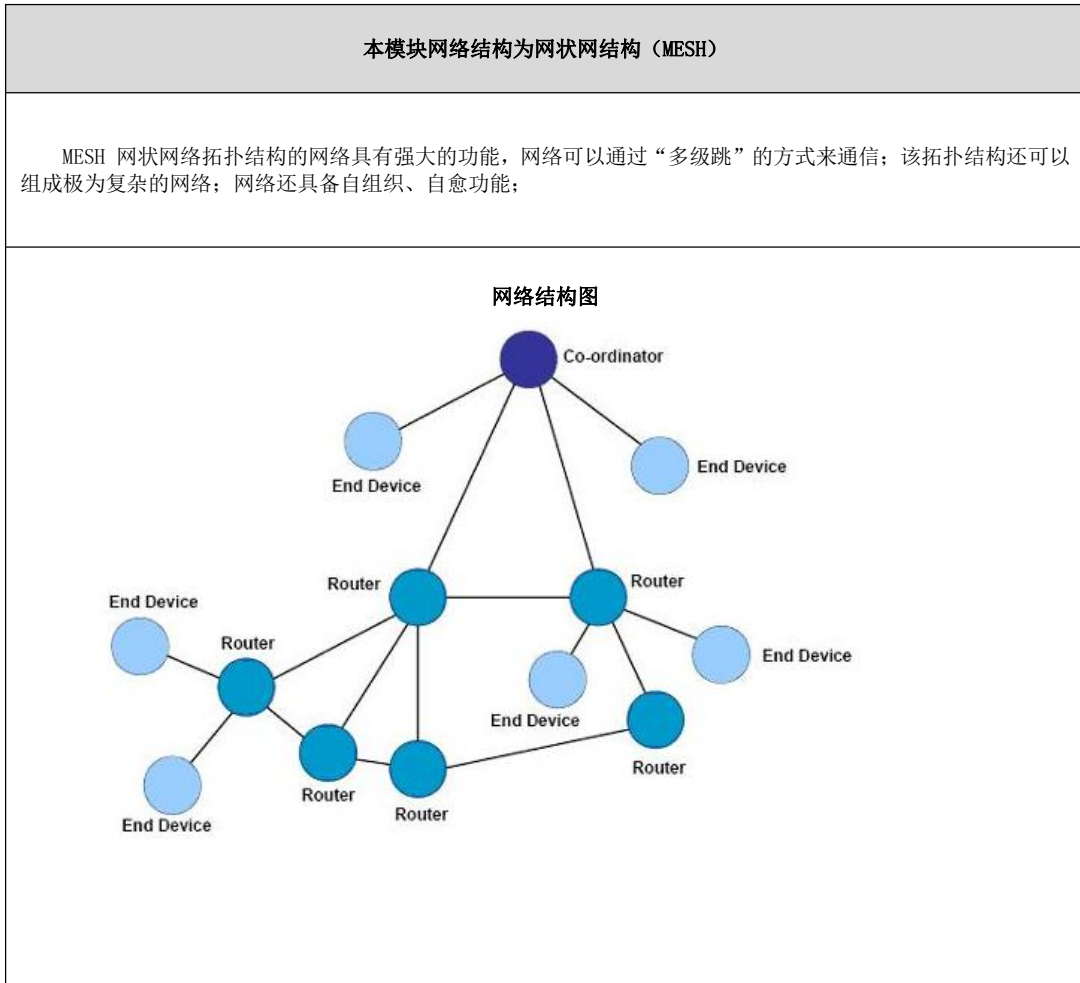 本模块网络结构为网状网结构（MESH）
MESH 网状网络拓扑结构的网络具有强大的功能，网络可以通过“多级跳”的方式来通信；该拓扑结构还可以
组成极为复杂的网络；网络还具备自组织、自愈功能；
网络结构图
Co-ordinator
End Device
End Device
Router
Router
End Device
Router
End Device
End Device
Router
Router
Router
End Device